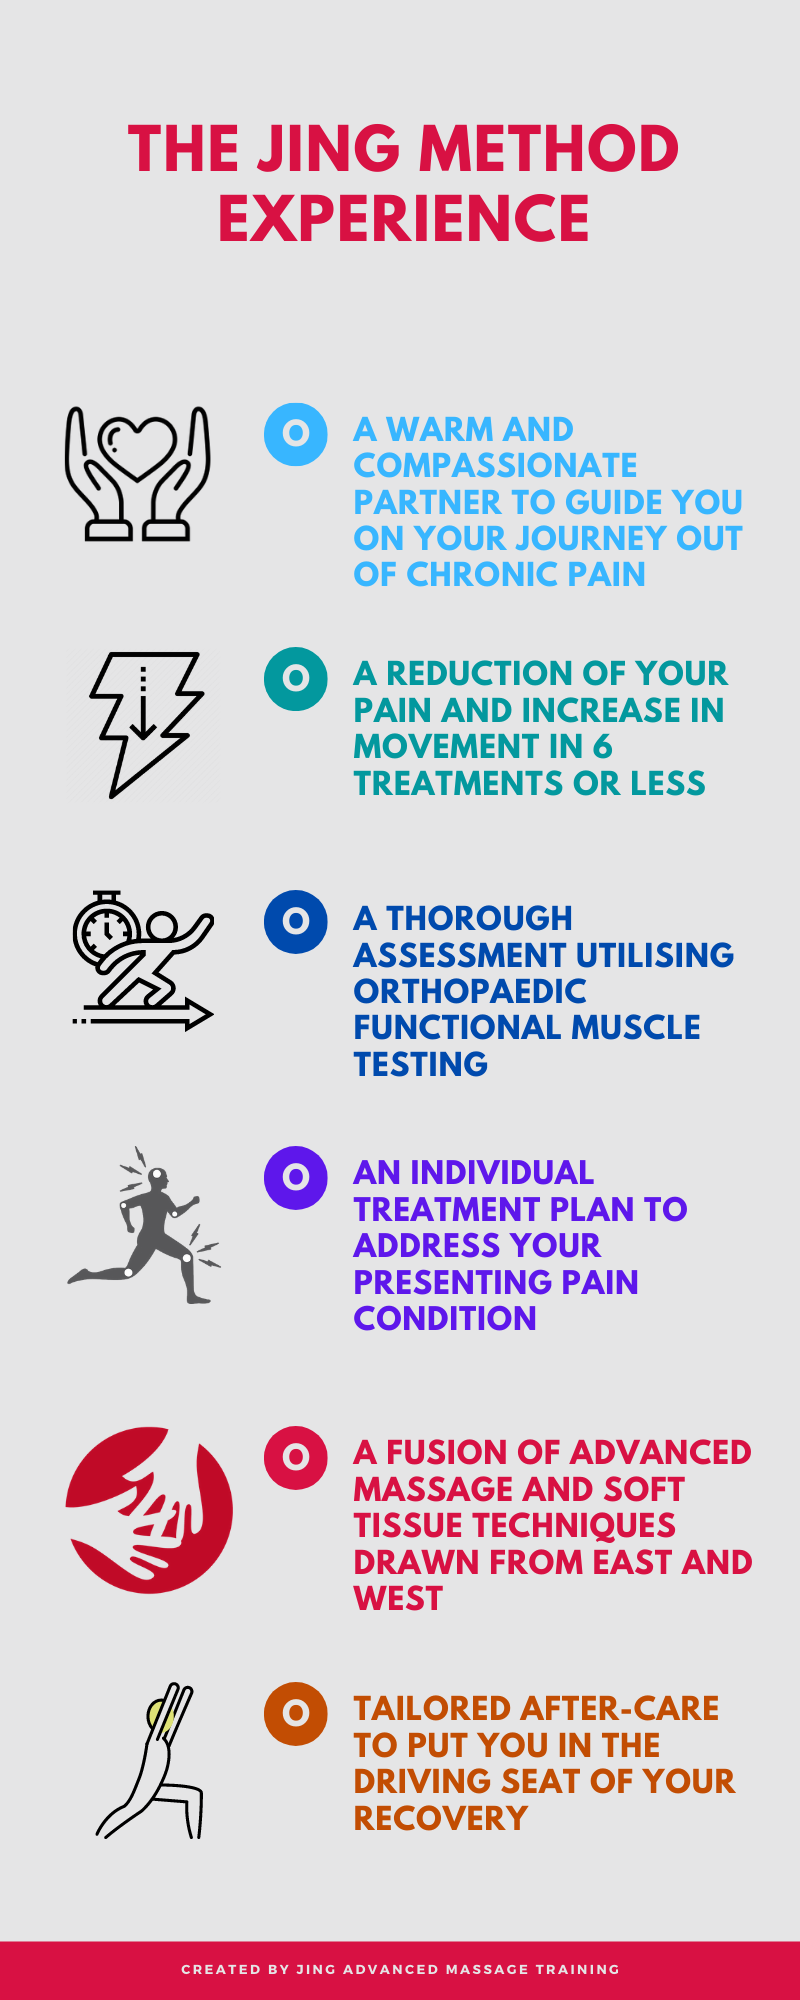 THE JING METHOD
EXPERIENCE
O
A WARM AND
COMPASSIONATE
PARTNER TO GUIDE YOU
ON YOUR JOURNEY OUT
OF CHRONIC PAIN
O
A REDUCTION OF YOUR
PAIN AND INCREASE IN
MOVEMENT IN 6
TREATMENTS OR LESS
O
A THOROUGH
ASSESSMENT UTILISING
ORTHOPAEDIC
FUNCTIONAL MUSCLE
TESTING
O
AN INDIVIDUAL
TREATMENT PLAN TO
ADDRESS YOUR
PRESENTING PAIN
CONDITION
O
A FUSION OF ADVANCED
MASSAGE AND SOFT
TISSUE TECHNIQUES
DRAWN FROM EAST AND
WEST
O
TAILORED AFTER-CARE
TO PUT YOU IN THE
DRIVING SEAT OF YOUR
RECOVERY
CREATED BY JING ADVANCED MASSAGE TRAINING